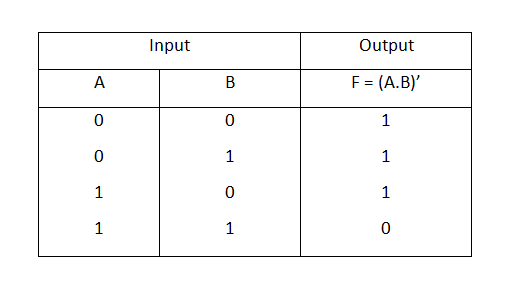 Input Output
A B F = (A.B)’
0 0 1
0 1 1
1 0 1
1 1 0